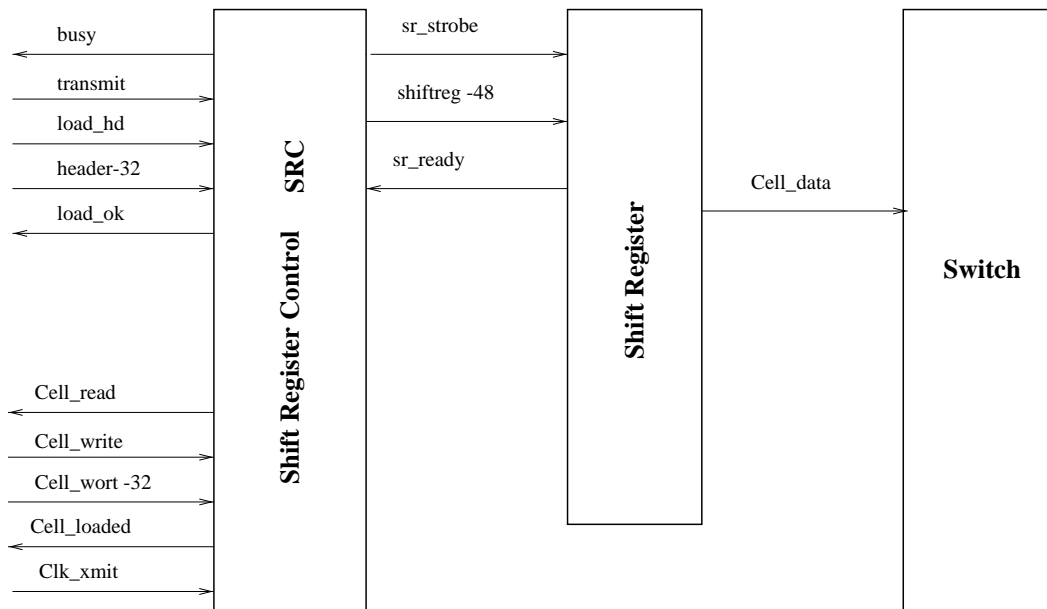 busy
transmit
load_hd
header-32
load_ok
Cell_read
Cell_write
Cell_wort -32
Cell_loaded
Clk_xmit
Shift Register Control SRC
sr_strobe
shiftreg -48
sr_ready
Shift Register
Cell_data
Switch